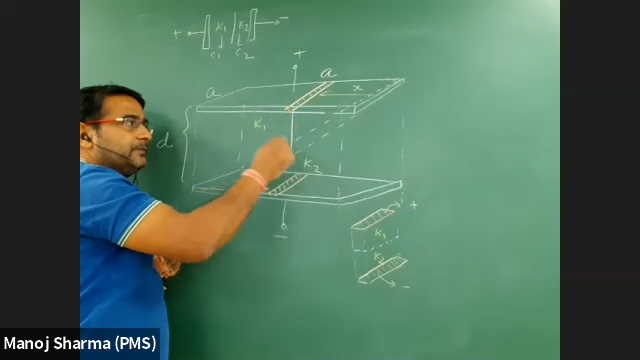 + K₁ K₂ −
C₁ C₂
+
a a
x
K₁
d
K₂
+
K₁
−
K₂
−
Manoj Sharma (PMS)